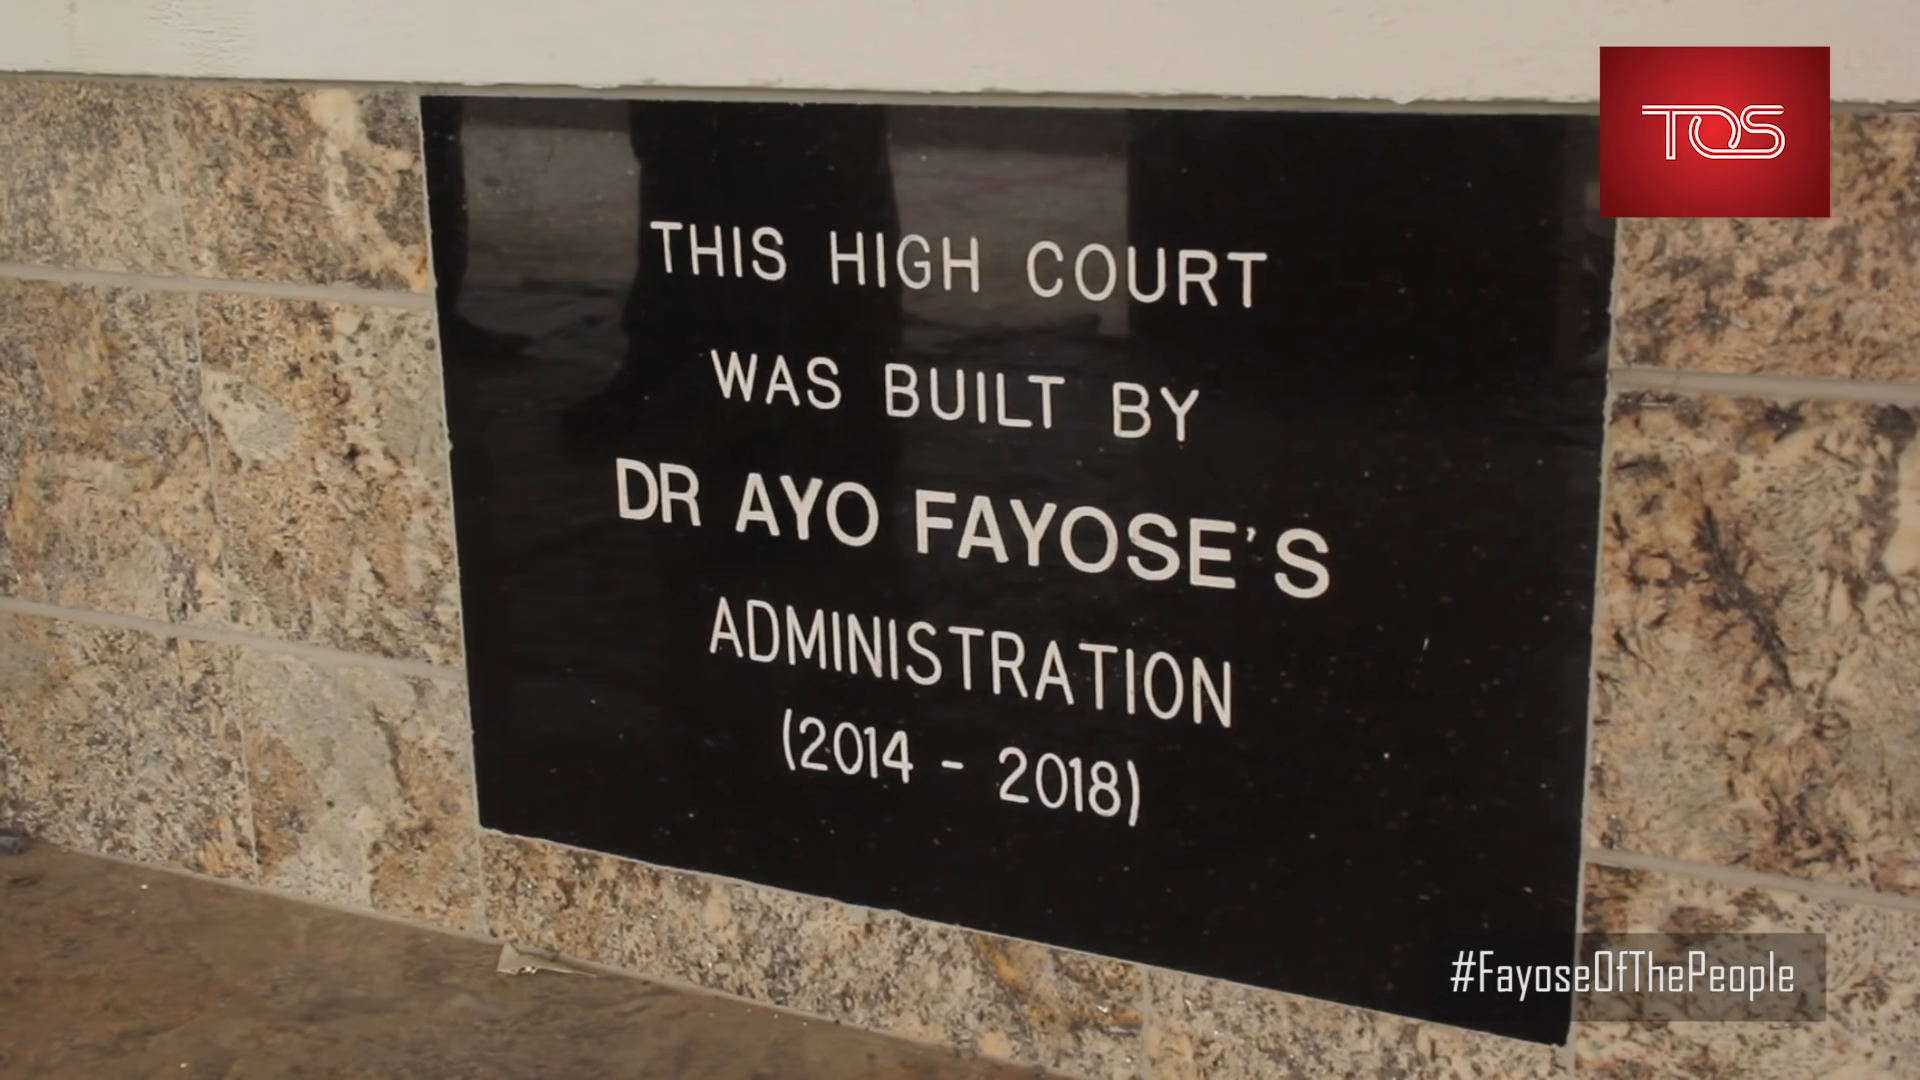 TOS
THIS HIGH COURT
WAS BUILT BY
DR AYO FAYOSE'S
ADMINISTRATION
(2014 - 2018)
#FayoseOfThePeople